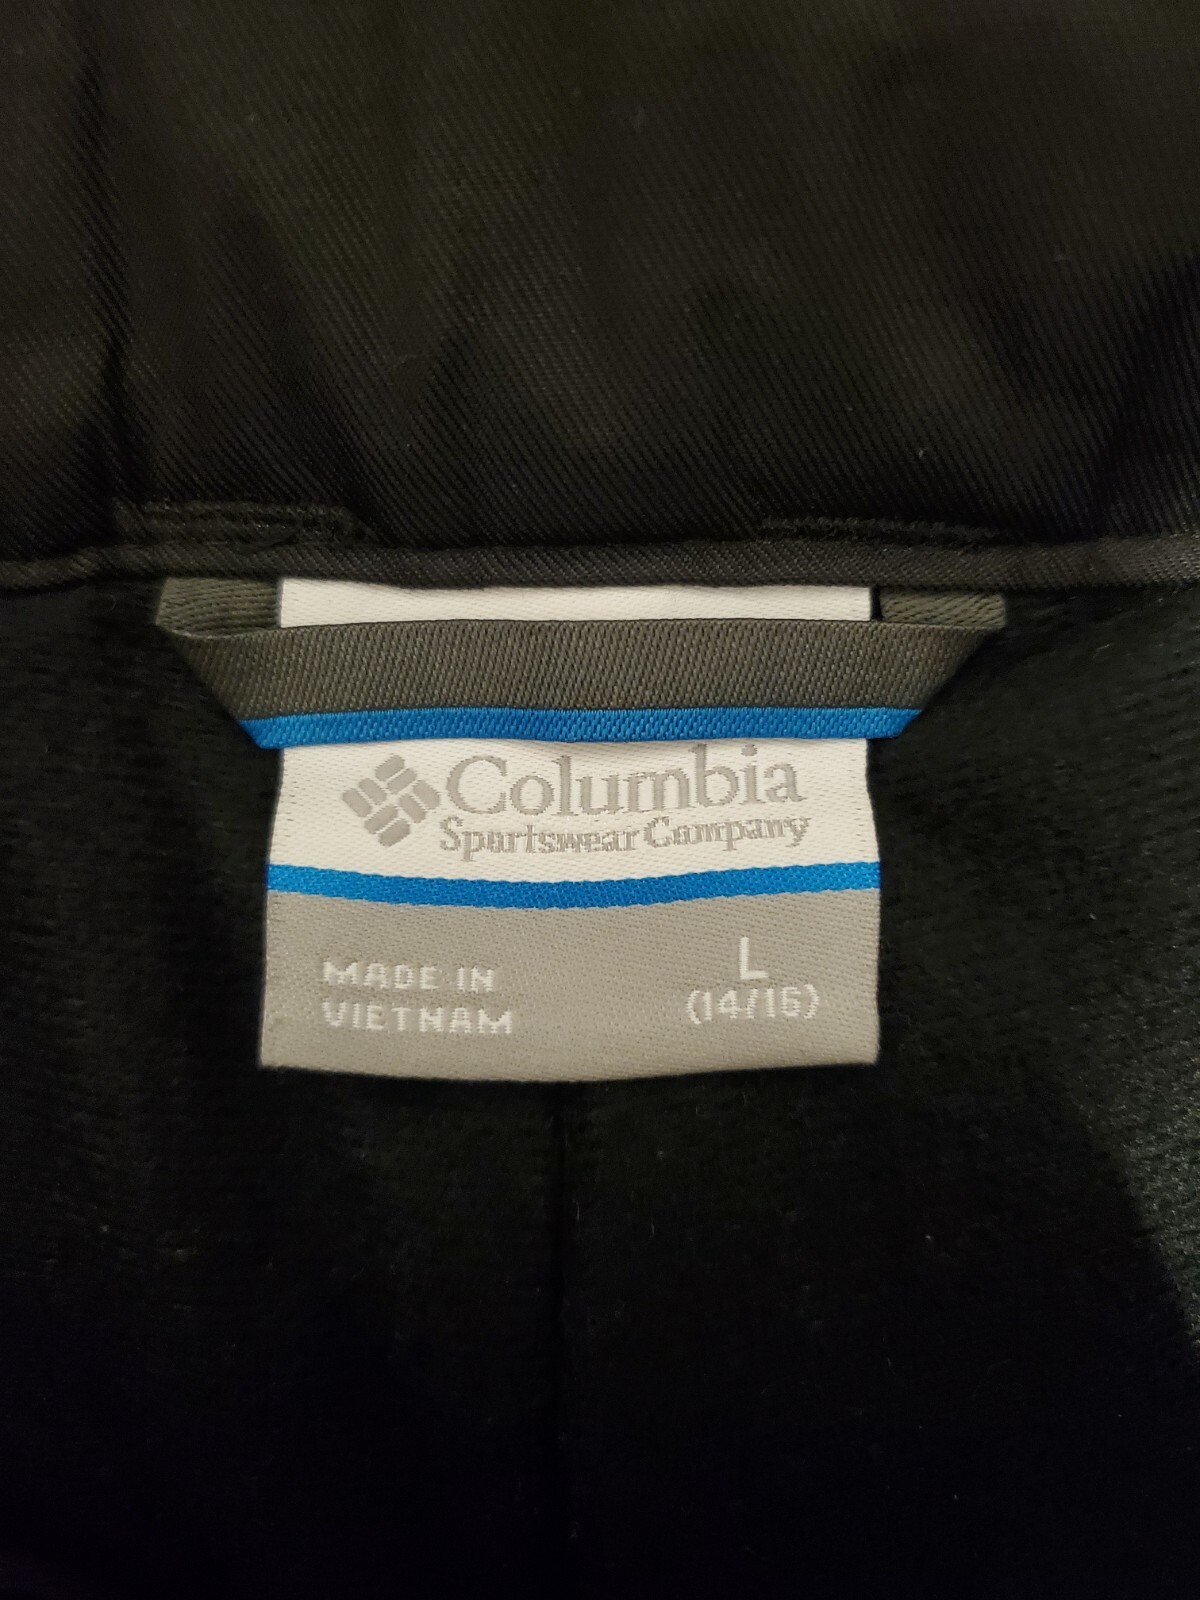 Columbia
Sportswear Company
MADE IN
VIETNAM
L
(14/16)